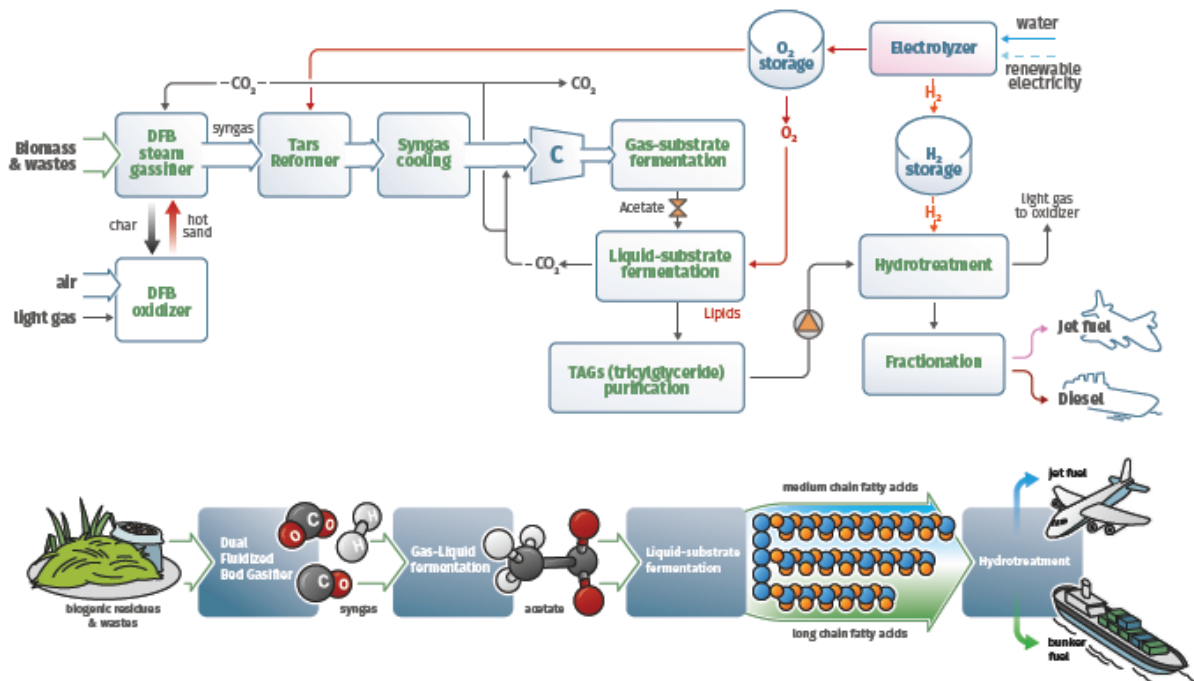 water
O₂
storage
Electrolyzer
renewable
electricity
H₂
–CO₂
CO₂
O₂
Biomass
& wastes
DFB
steam
gassifier
syngas
Tars
Reformer
Syngas
cooling
C
Gas-substrate
fermentation
H₂
storage
Acetate
H₂
light gas
to oxidizer
char
hot
sand
–CO₂
Liquid-substrate
fermentation
Hydrotreatment
air
light gas
DFB
oxidizer
Lipids
TAGs (tricylglyceride)
purification
Fractionation
Jet fuel
Diesel
biogenic residues
& wastes
Dual
Fluidized
Bod Gasifier
O C O
H H
C O
syngas
Gas-Liquid
fermentation
acetate
Liquid-substrate
fermentation
medium chain fatty acids
long chain fatty acids
Hydrotreatment
jet fuel
bunker
fuel